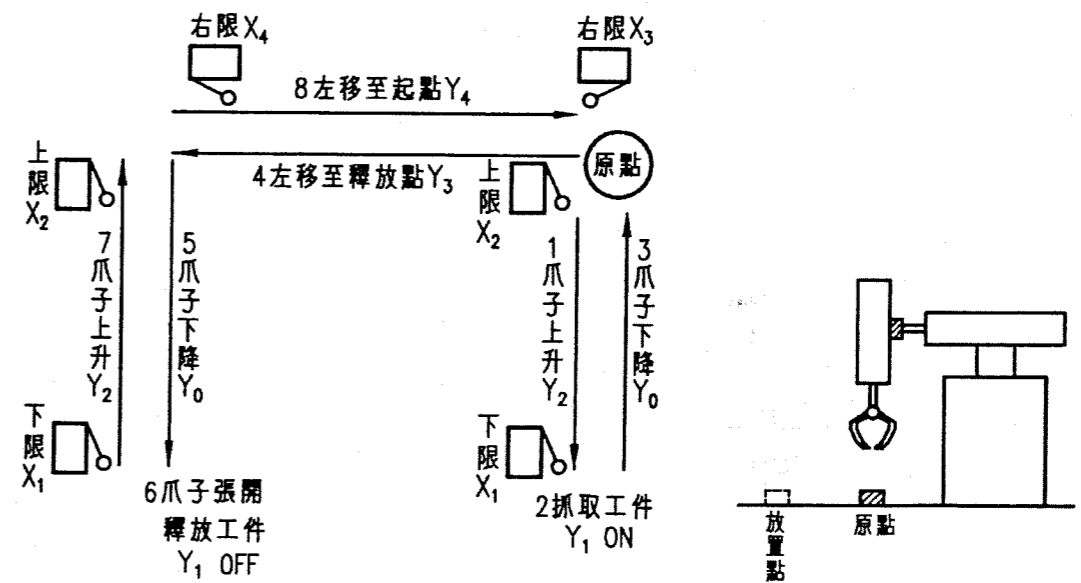 右限X₄
右限X₃
8左移至起點Y₄
原點
4左移至釋放點Y₃
上限X₂
上限X₂
7爪子上升Y₂
5爪子下降Y₀
1爪子上升Y₂
3爪子下降Y₀
下限X₁
下限X₁
6爪子張開
釋放工件
Y₁ OFF
2抓取工件
Y₁ ON
放置點
原點